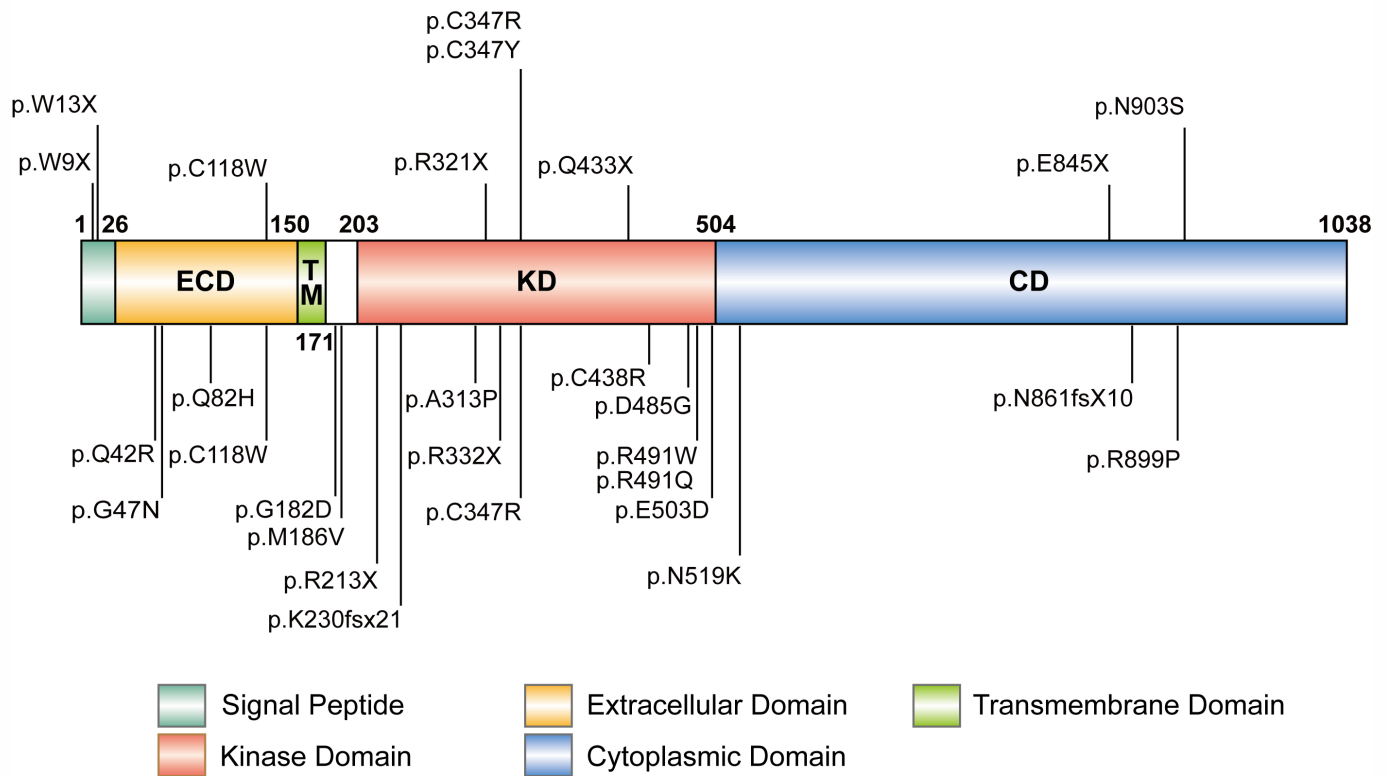 p.C347R
p.C347Y
p.W13X
p.N903S
p.W9X
p.C118W
p.R321X
p.Q433X
p.E845X
1 26 150 203 504 1038
ECD
T
M
KD
CD
171
p.C438R
p.Q82H
p.A313P
p.D485G
p.N861fsX10
p.Q42R
p.C118W
p.R332X
p.R491W
p.R899P
p.R491Q
p.G47N
p.G182D
p.C347R
p.E503D
p.M186V
p.R213X
p.N519K
p.K230fsx21
Signal Peptide
Extracellular Domain
Transmembrane Domain
Kinase Domain
Cytoplasmic Domain